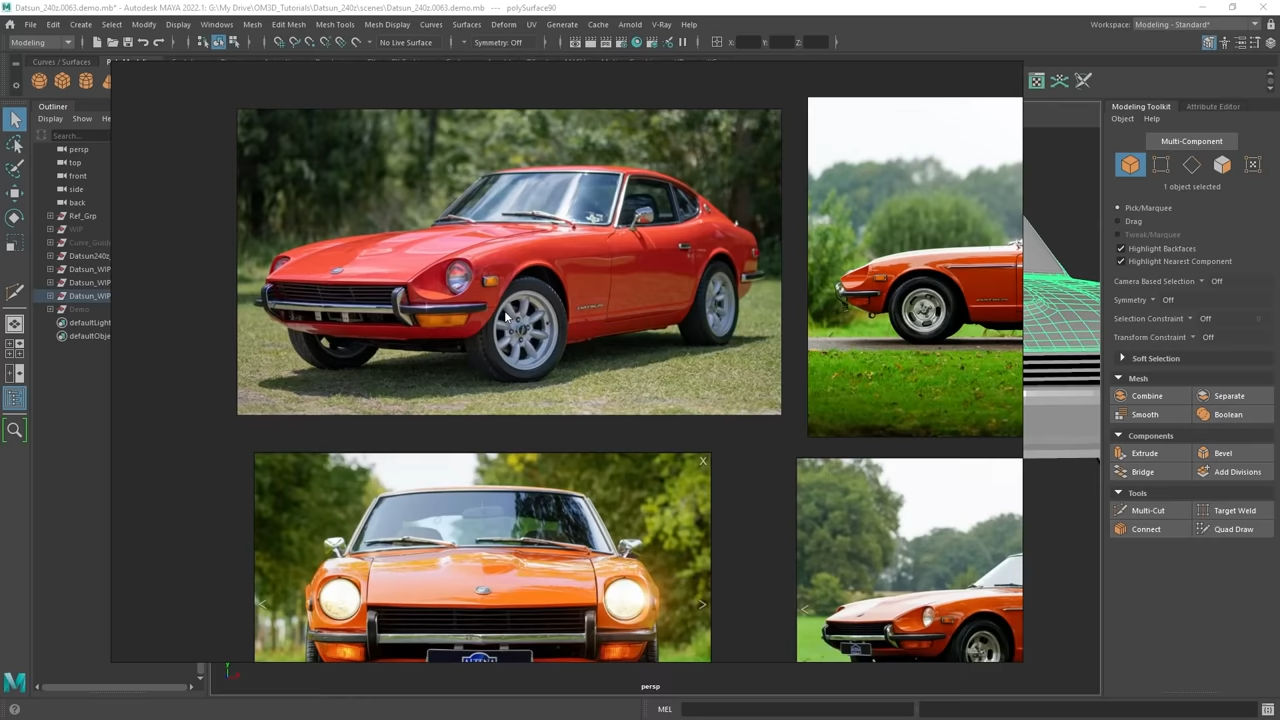 Datsun_240z.0063.demo.mb* - Autodesk MAYA 2022.1: G:\My Drive\OM3D_Tutorials\Datsun_240z\scenes\Datsun_240z.0063.demo.mb --- polySurface90
File Edit Create Select Modify Display Windows Mesh Edit Mesh Mesh Tools Mesh Display Curves Surfaces Deform UV Generate Cache Arnold V-Ray Help
Workspace: Modeling - Standard*
Modeling
No Live Surface
Symmetry: Off
X:
Y:
Z:
Curves / Surfaces
Outliner
Display Show
Search...
persp
top
front
side
back
Ref_Grp
WIP
Curve_Guide
Datsun240z_
Datsun_WIP
Datsun_WIP
Datsun_WIP
Demo
defaultLight
defaultObje
X
<
>
<
persp
MEL
Modeling Toolkit
Attribute Editor
Object Help
Multi-Component
1 object selected
Pick/Marquee
Drag
Tweak/Marquee
Highlight Backfaces
Highlight Nearest Component
Camera Based Selection
Off
Symmetry
Off
Selection Constraint
Off
Transform Constraint
Off
Soft Selection
Mesh
Combine
Separate
Smooth
Boolean
Components
Extrude
Bevel
Bridge
Add Divisions
Tools
Multi-Cut
Target Weld
Connect
Quad Draw